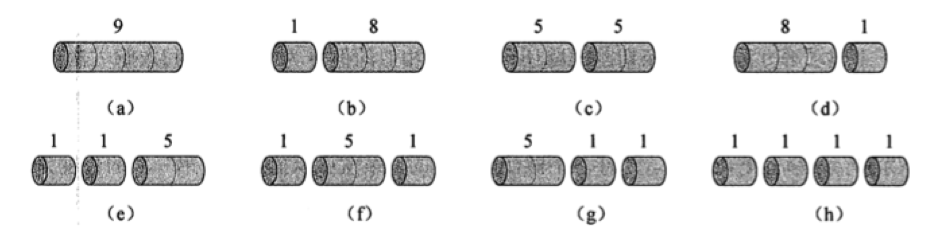 9 1 8 5 5 8 1
(a) (b) (c) (d)
1 1 5 1 5 1 5 1 1 1 1 1 1
(e) (f) (g) (h)